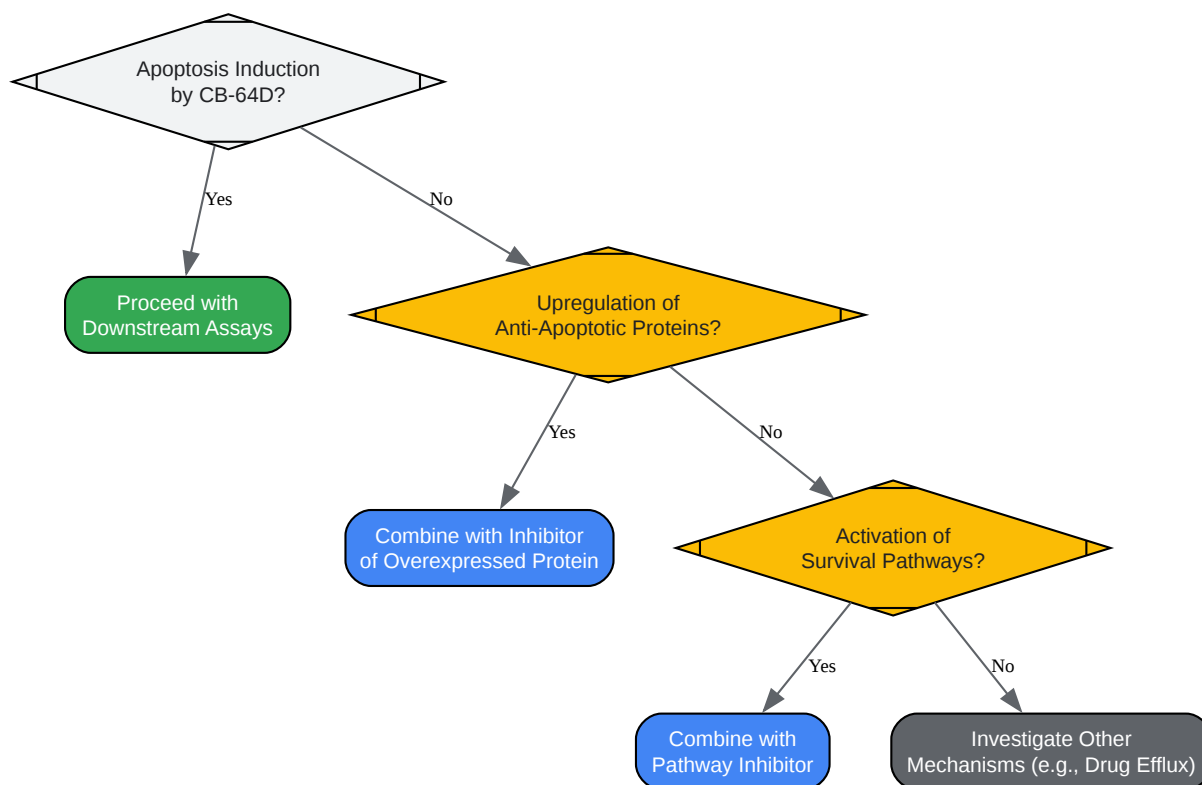 Apoptosis Induction
by CB-64D?
Yes
No
Proceed with
Downstream Assays
Upregulation of
Anti-Apoptotic Proteins?
Yes
No
Combine with Inhibitor
of Overexpressed Protein
Activation of
Survival Pathways?
Yes
No
Combine with
Pathway Inhibitor
Investigate Other
Mechanisms (e.g., Drug Efflux)